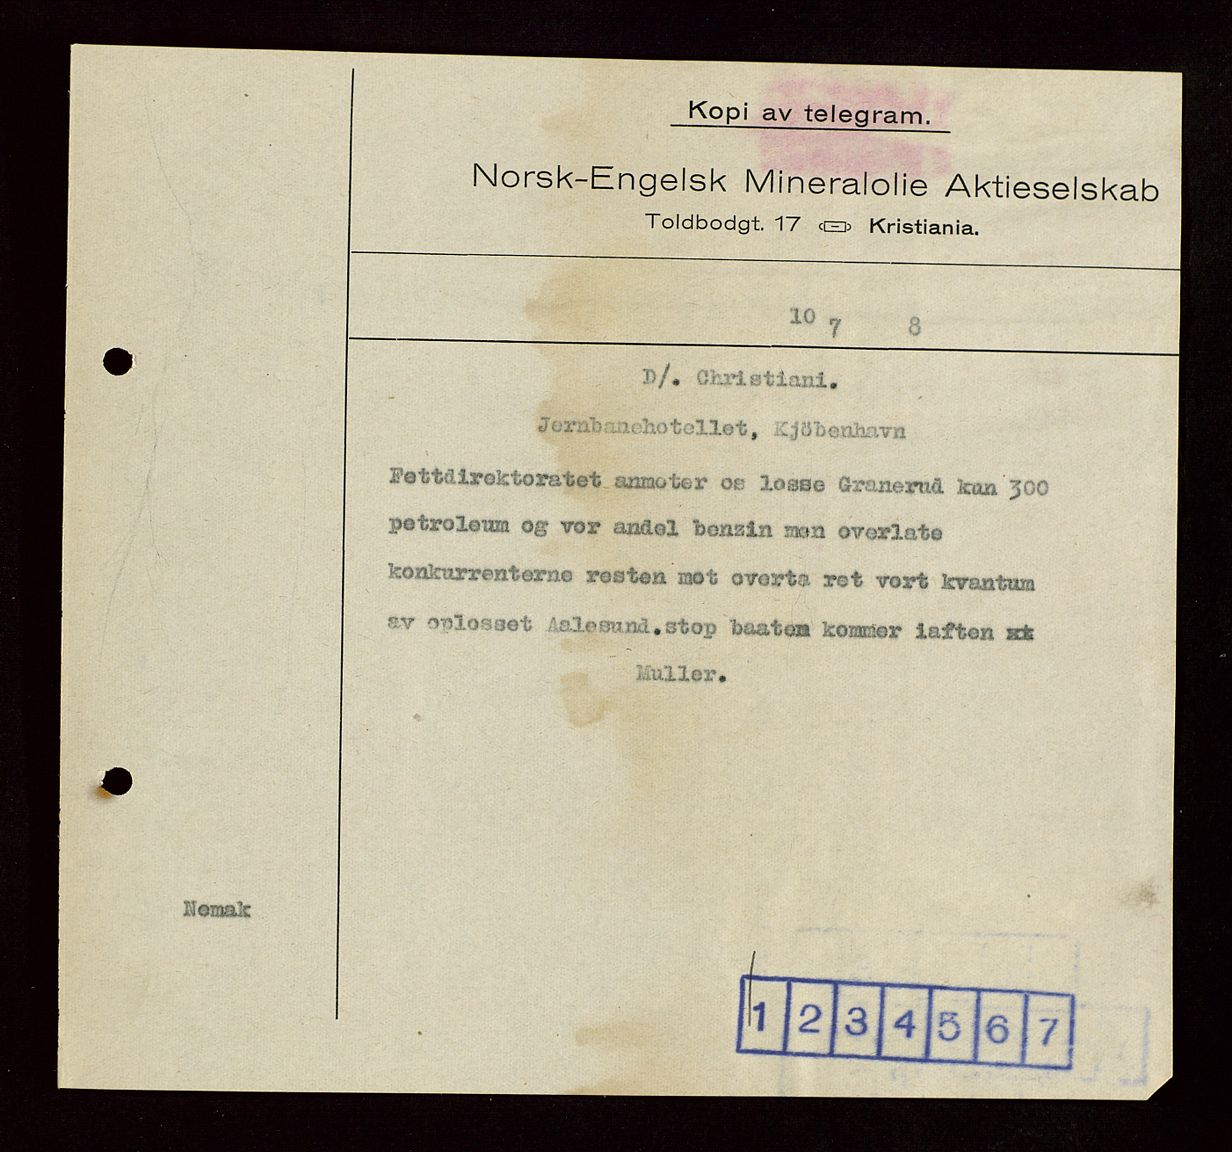 Kopi av telegram.
Norsk-Engelsk Mineralolie Aktieselskab
Toldbodgt. 17 Kristiania.
10 7 8
D/. Christiani.
Jernbanehotellet, Kjöbenhavn
Fettdirektoratet anmoter os losse Granerud kun 300
petroleum og vor andel benzin men overlate
konkurrenterne resten mot overta ret vort kvantum
av oplosset Aalesund.stop baaten kommer iaften xt
Muller.
Nemak
1 2 3 4 5 6 7